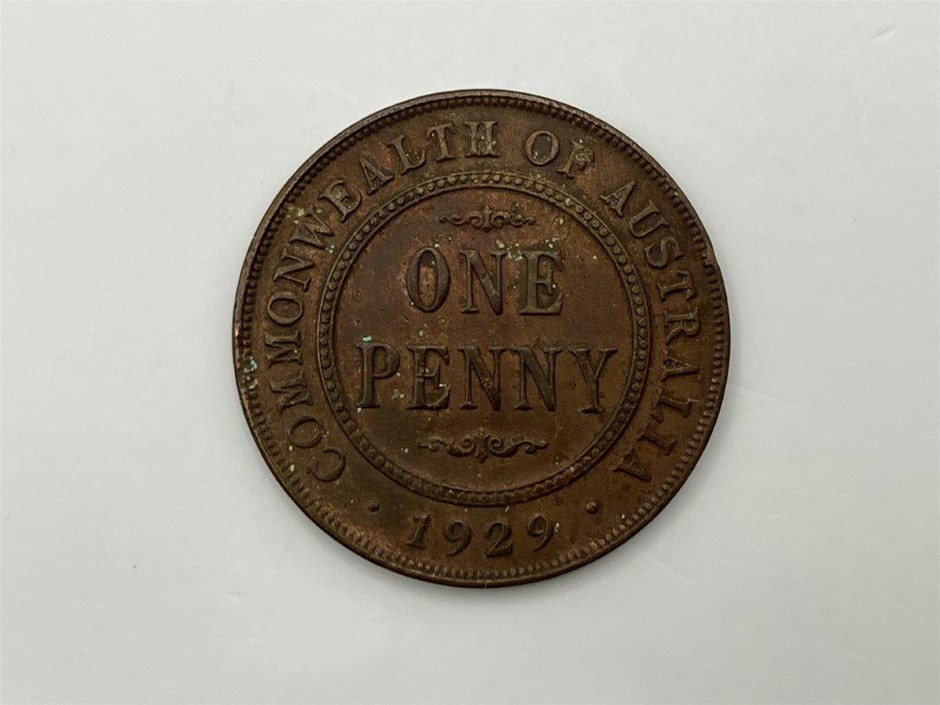 COMMONWEALTH OF AUSTRALIA
ONE
PENNY
1929